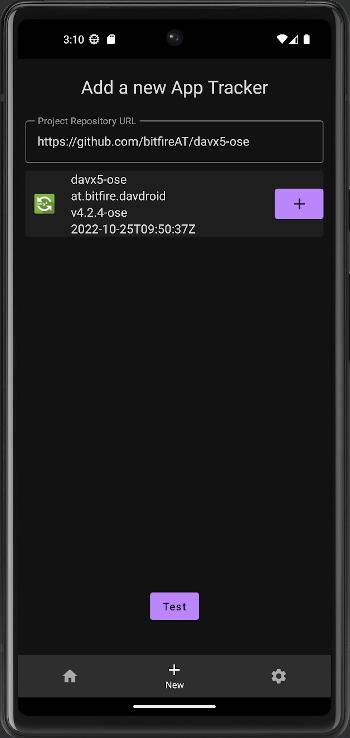 3:10
Add a new App Tracker
Project Repository URL
https://github.com/bitfireAT/davx5-ose
davx5-ose
at.bitfire.davdroid
v4.2.4-ose
2022-10-25T09:50:37Z
+
Test
New